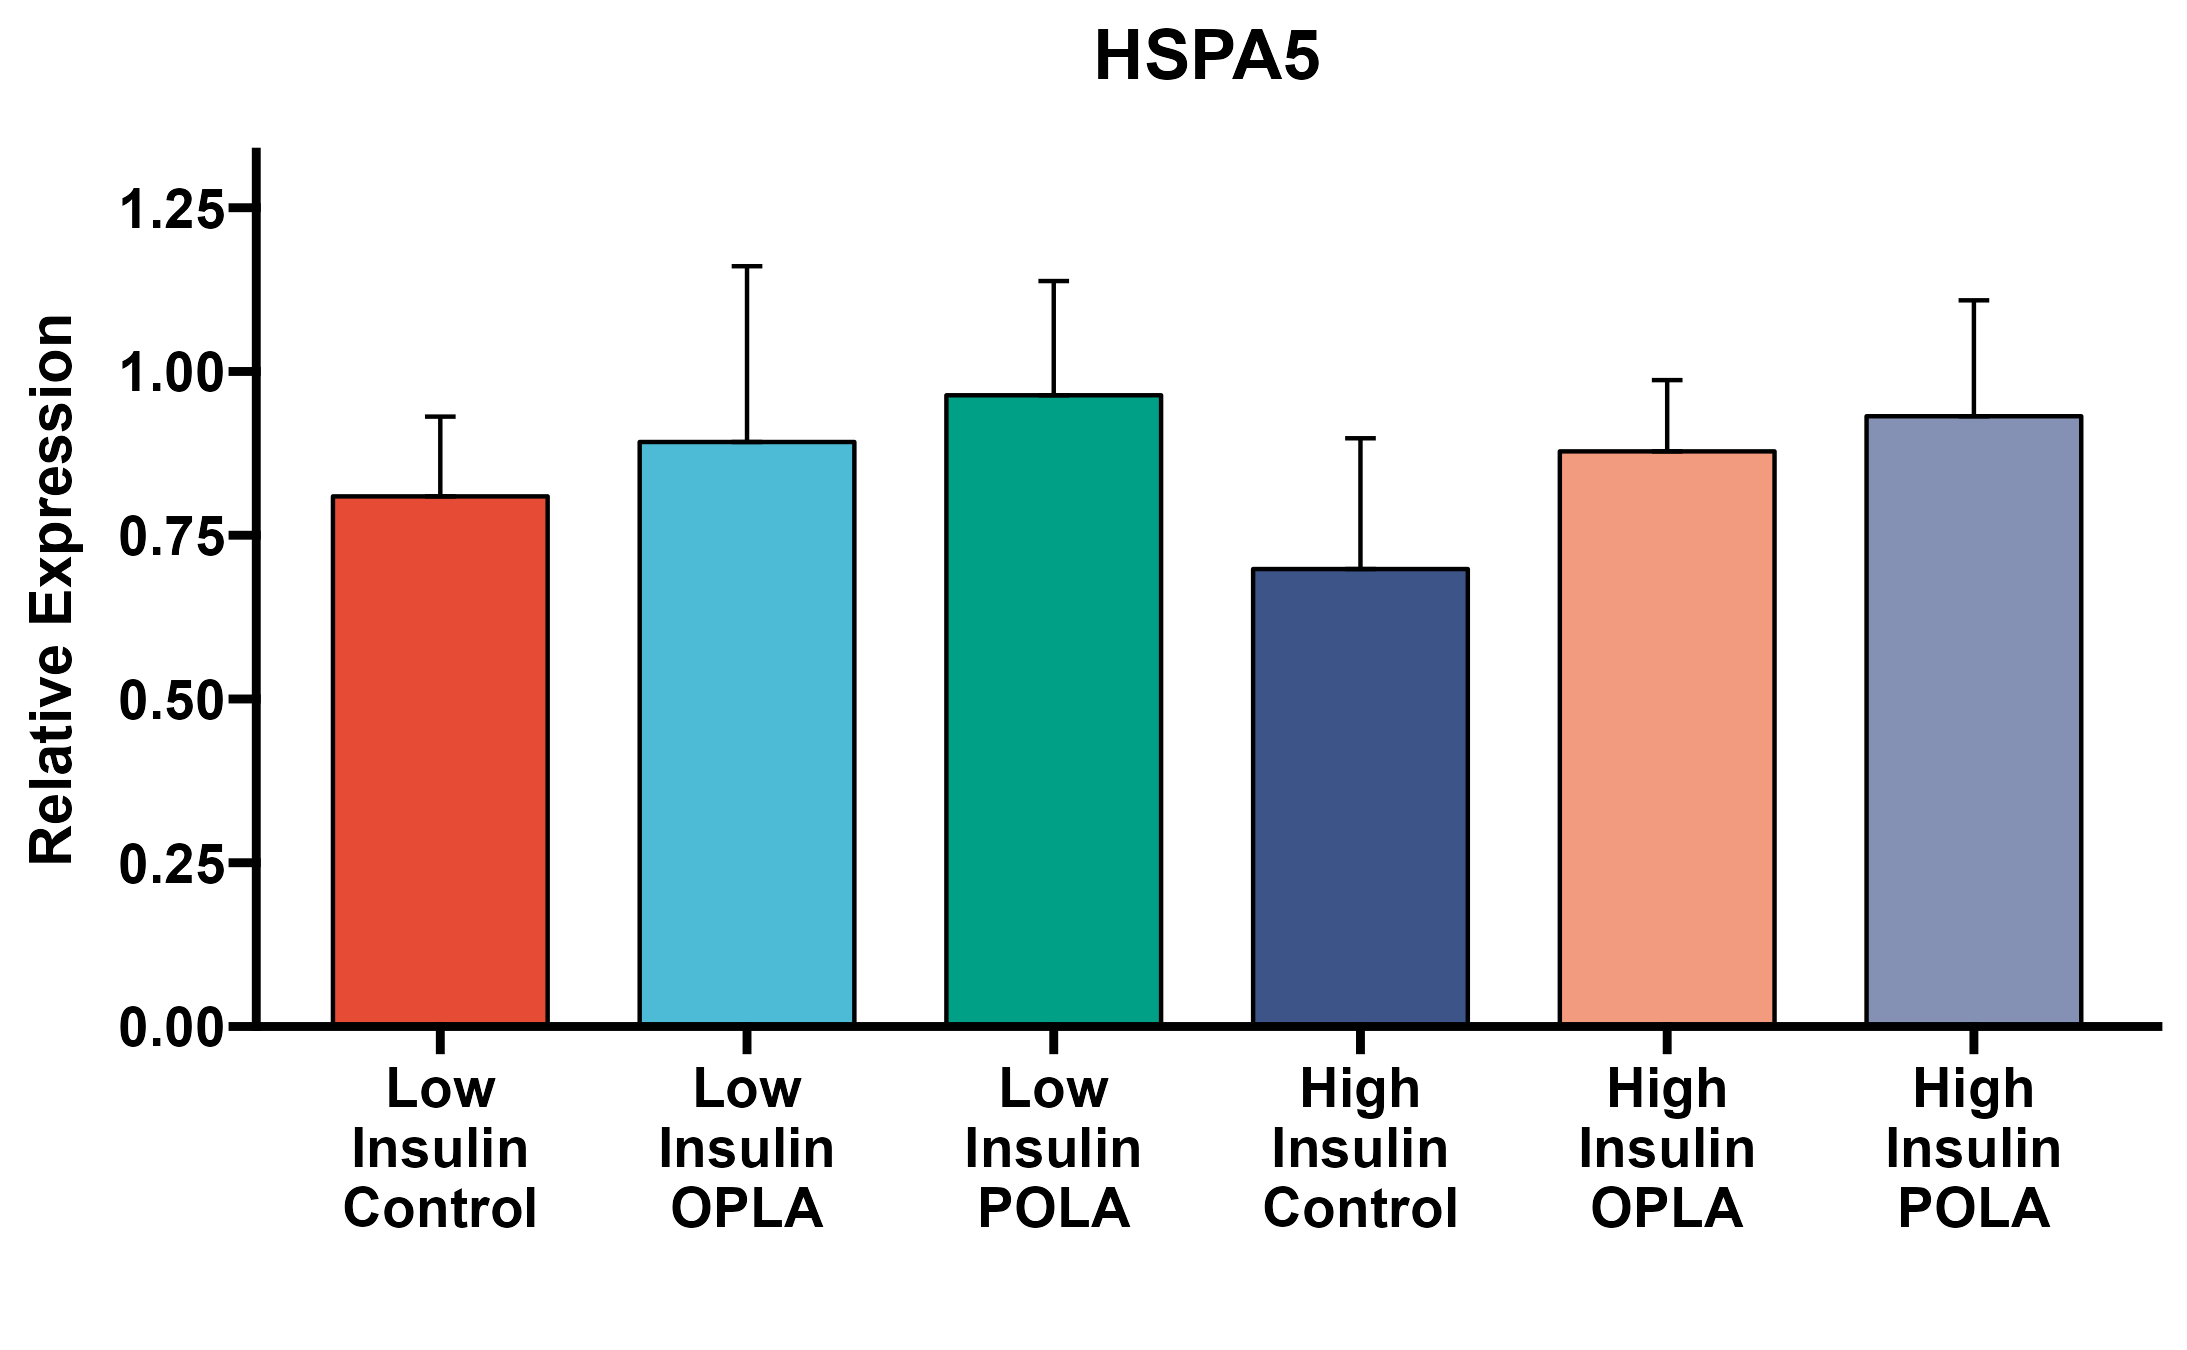 HSPA5
Relative Expression
1.25
1.00
0.75
0.50
0.25
0.00
Low
Insulin
Control
Low
Insulin
OPLA
Low
Insulin
POLA
High
Insulin
Control
High
Insulin
OPLA
High
Insulin
POLA